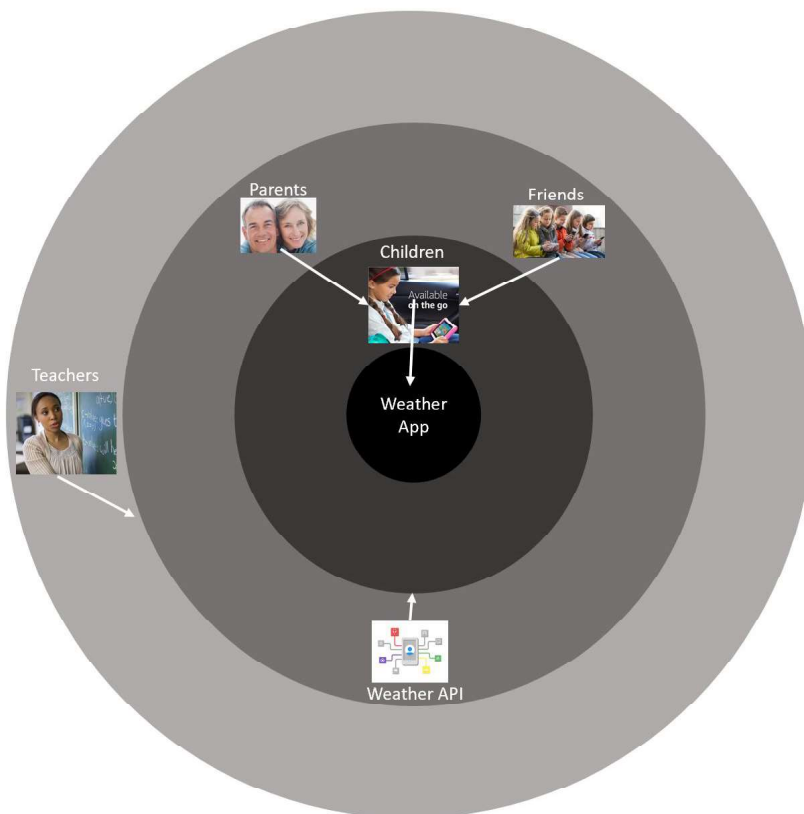 Parents
Friends
Children
Available
on the go
Teachers
Weather
App
Weather API